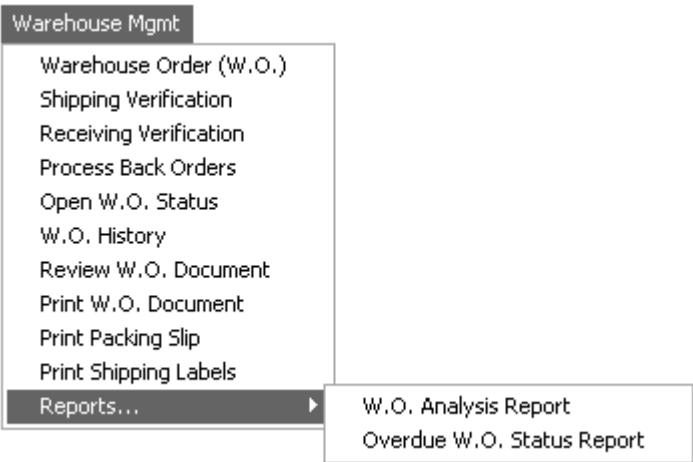 Warehouse Mgmt
Warehouse Order (W.O.)
Shipping Verification
Receiving Verification
Process Back Orders
Open W.O. Status
W.O. History
Review W.O. Document
Print W.O. Document
Print Packing Slip
Print Shipping Labels
Reports...
W.O. Analysis Report
Overdue W.O. Status Report